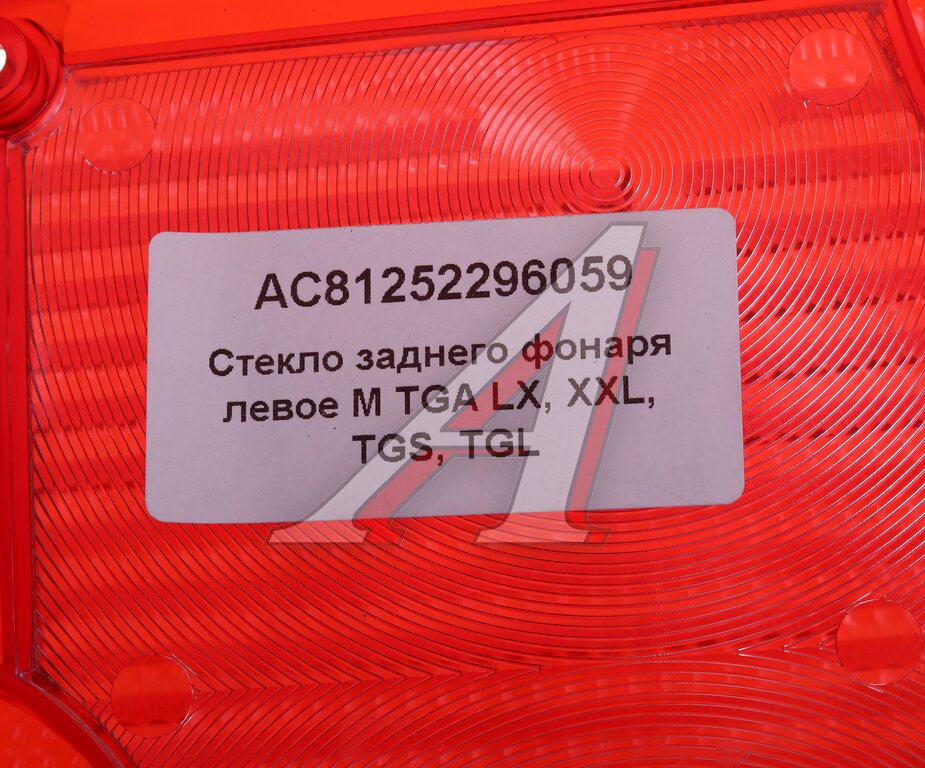 AC81252296059
Стекло заднего фонаря
левое М TGA LX, XXL,
TGS, TGL